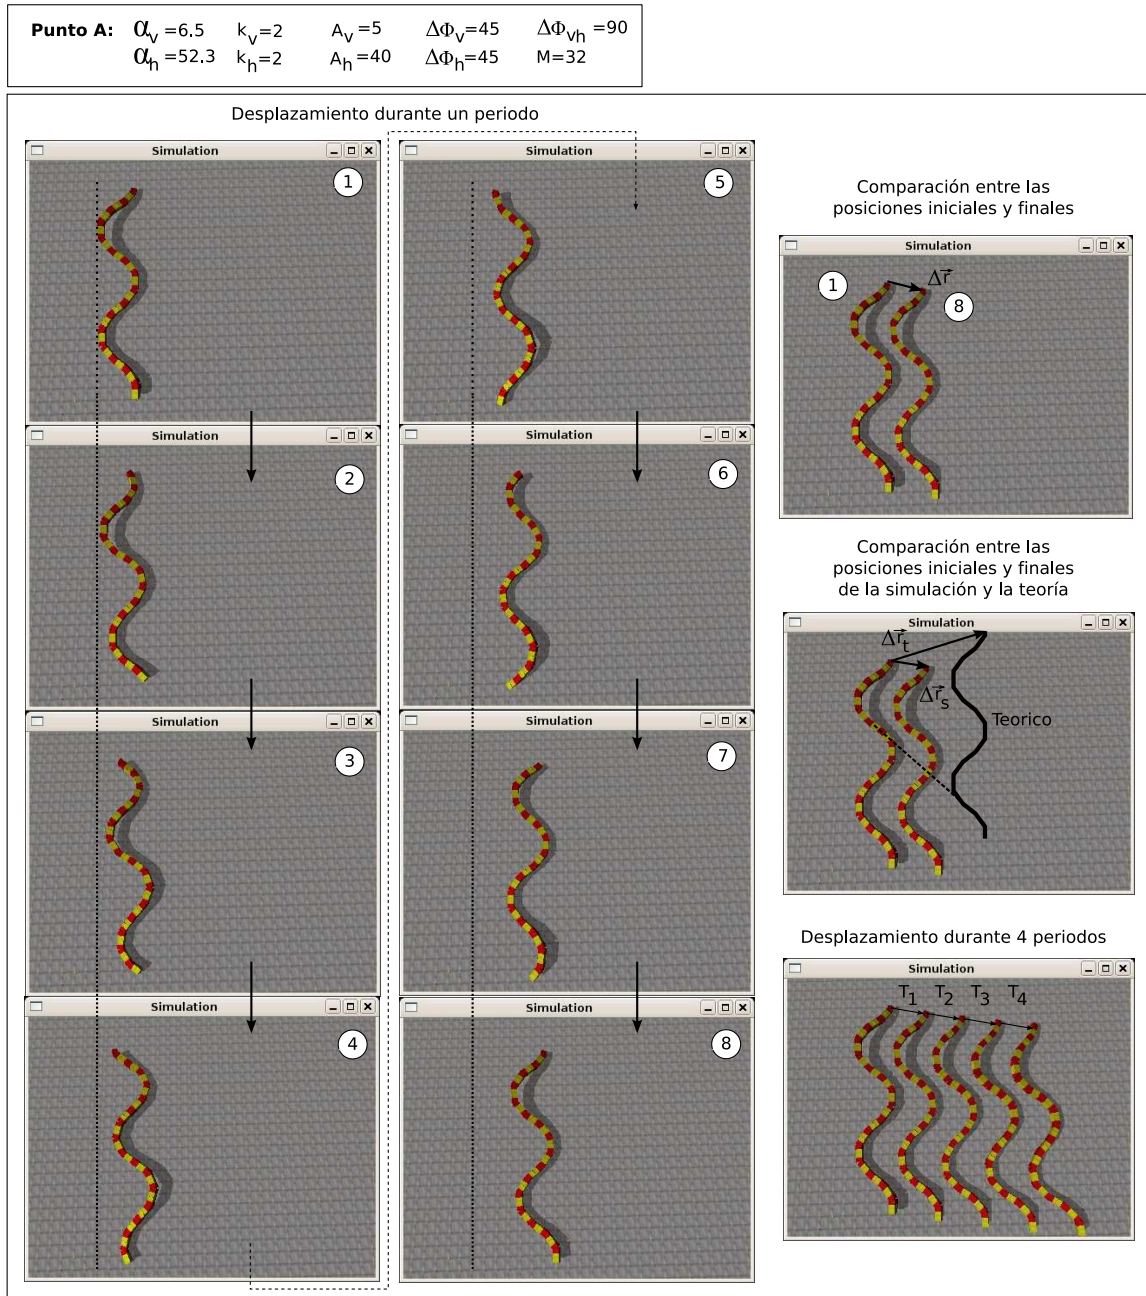 Punto A: αv=6.5 kv=2 Av=5 ΔΦv=45 ΔΦvh=90
αh=52.3 kh=2 Ah=40 ΔΦh=45 M=32
Desplazamiento durante un periodo
Simulation
1
Simulation
2
Simulation
3
Simulation
4
Simulation
5
Simulation
6
Simulation
7
Simulation
8
Comparación entre las
posiciones iniciales y finales
Simulation
1
Δr⃗
8
Comparación entre las
posiciones iniciales y finales
de la simulación y la teoría
Simulation
Δr⃗t
Δr⃗s
Teorico
Desplazamiento durante 4 periodos
Simulation
T1 T2 T3 T4